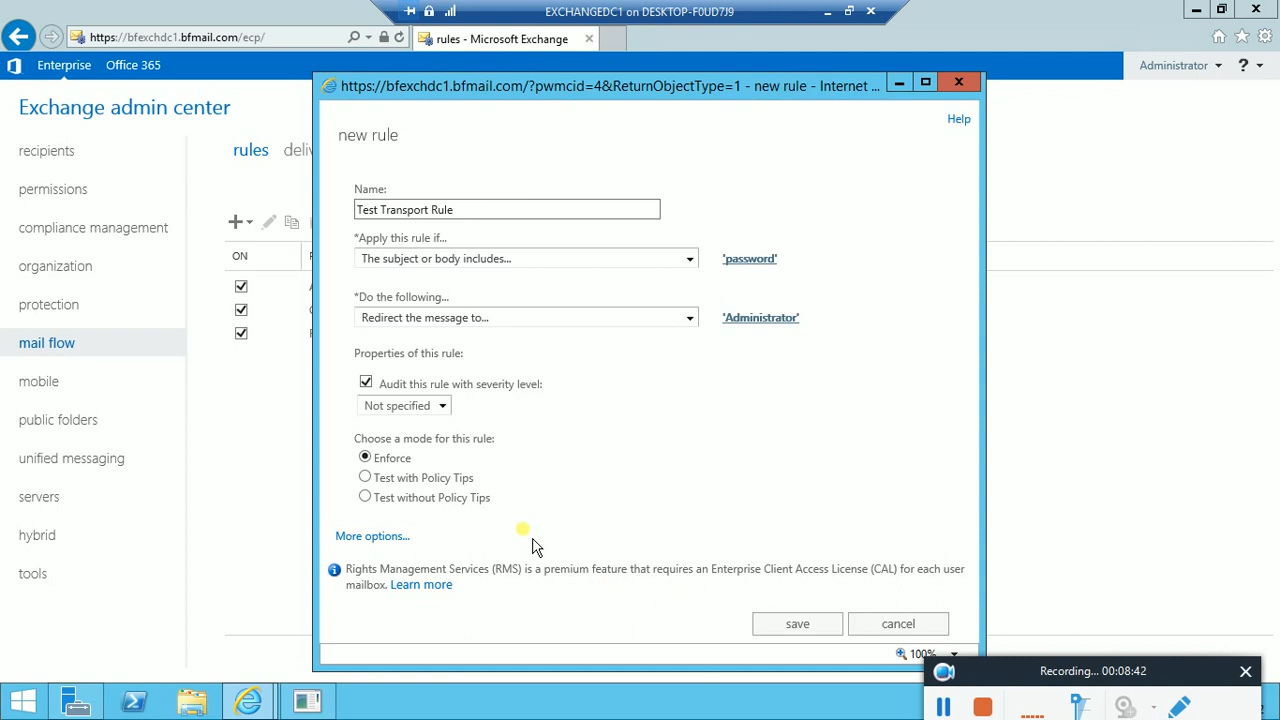 EXCHANGEDC1 on DESKTOP-F0UD7J9
https://bfexchdc1.bfmail.com/ecp/
rules - Microsoft Exchange
Enterprise Office 365
Administrator ?
Exchange admin center
recipients
permissions
compliance management
organization
protection
mail flow
mobile
public folders
unified messaging
servers
hybrid
tools
rules
ON
https://bfexchdc1.bfmail.com/?pwmcid=4&ReturnObjectType=1 - new rule - Internet ...
Help
new rule
Name:
Test Transport Rule
*Apply this rule if...
The subject or body includes... 'password'
*Do the following...
Redirect the message to... 'Administrator'
Properties of this rule:
Audit this rule with severity level:
Not specified
Choose a mode for this rule:
Enforce
Test with Policy Tips
Test without Policy Tips
More options...
Rights Management Services (RMS) is a premium feature that requires an Enterprise Client Access License (CAL) for each user
mailbox. Learn more
save cancel
100%
Recording... 00:08:42